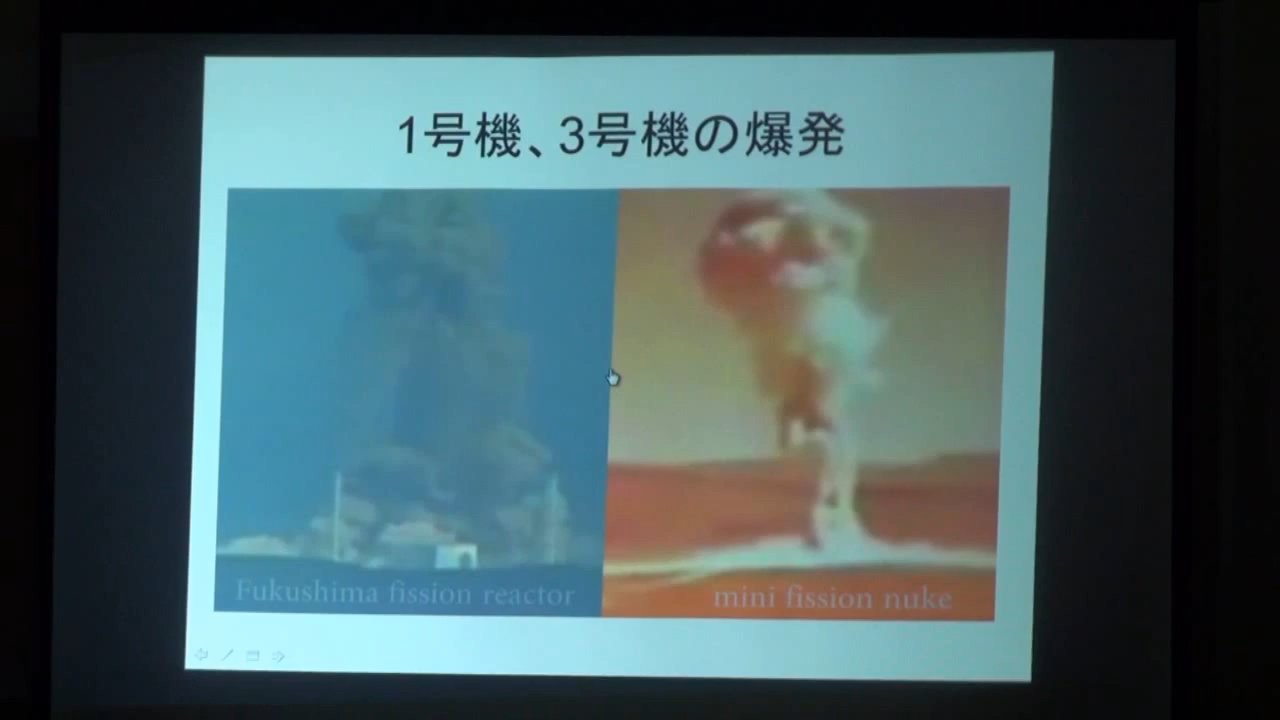 1号機、3号機の爆発
Fukushima fission reactor
mini fission nuke